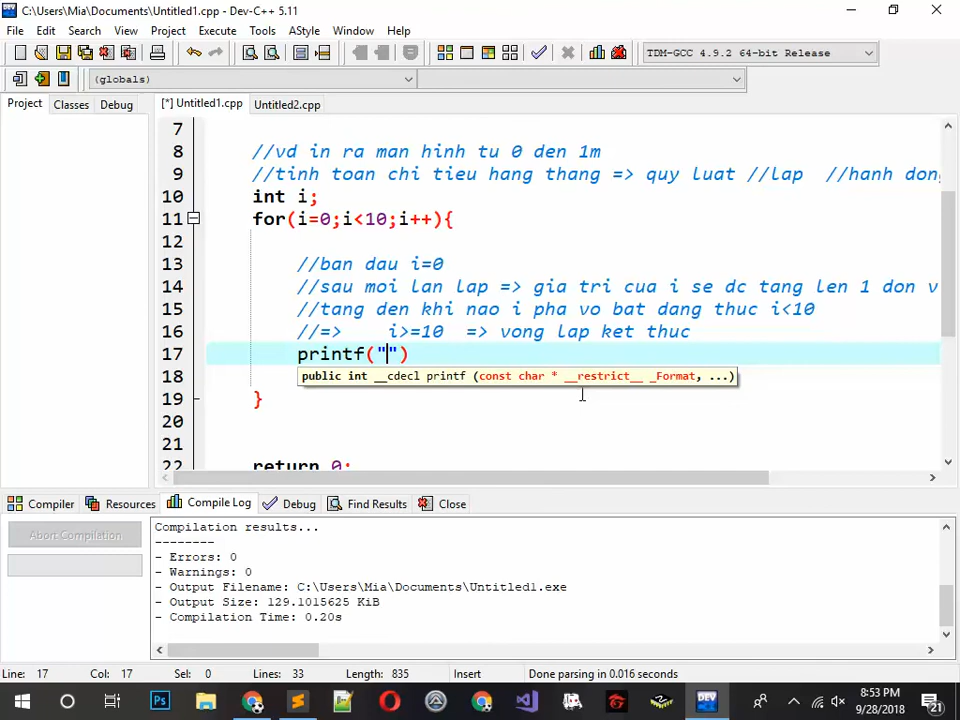 C:\Users\Mia\Documents\Untitled1.cpp - Dev-C++ 5.11
File Edit Search View Project Execute Tools AStyle Window Help
TDM-GCC 4.9.2 64-bit Release
(globals)
Project Classes Debug [*] Untitled1.cpp Untitled2.cpp
7
8 //vd in ra man hinh tu 0 den 1m
9 //tinh toan chi tieu hang thang => quy luat //lap //hanh dong
10 int i;
11 for(i=0;i<10;i++){
12
13 //ban dau i=0
14 //sau moi lan lap => gia tri cua i se dc tang len 1 don v
15 //tang den khi nao i pha vo bat dang thuc i<10
16 //=> i>=10 => vong lap ket thuc
17 printf("")
public int __cdecl printf (const char * __restrict__ _Format, ...)
18
19 }
20
21
22 return 0;
Compiler Resources Compile Log Debug Find Results Close
Abort Compilation
Compilation results...
--------
- Errors: 0
- Warnings: 0
- Output Filename: C:\Users\Mia\Documents\Untitled1.exe
- Output Size: 129.1015625 KiB
- Compilation Time: 0.20s
Line: 17 Col: 17 Sel: 0 Lines: 33 Length: 835 Insert Done parsing in 0.016 seconds
Ps
DEV
8:53 PM
9/28/2018
21